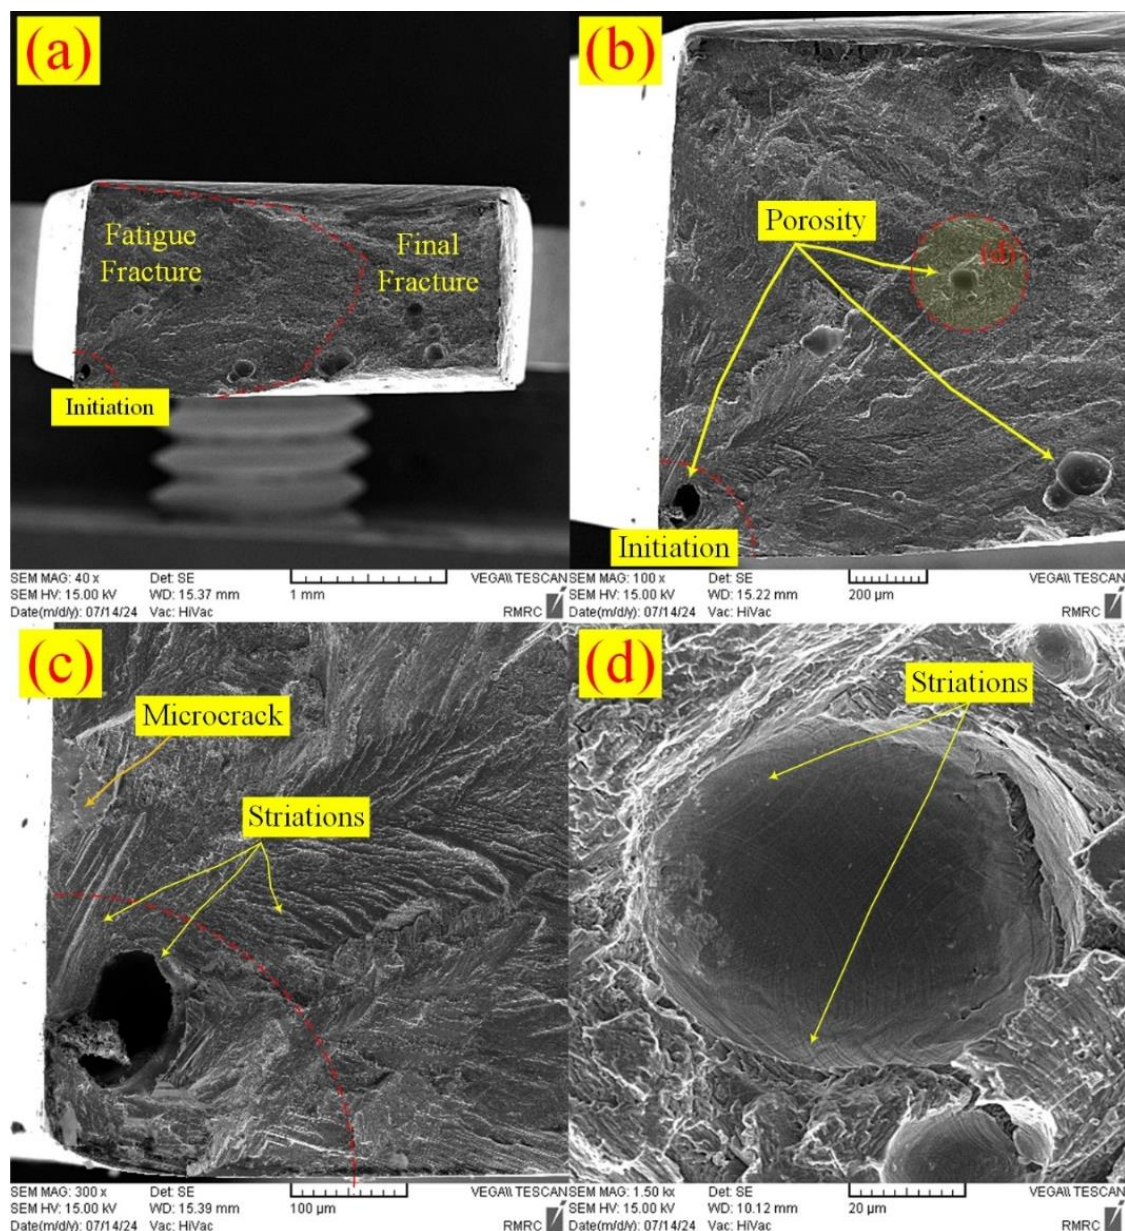 (a)
Fatigue
Fracture
Final
Fracture
Initiation
SEM MAG: 40 x Det: SE VEGA\\ TESCAN
SEM HV: 15.00 kV WD: 15.37 mm 1 mm
Date(m/d/y): 07/14/24 Vac: HiVac RMRC
(b)
Porosity
(d)
Initiation
SEM MAG: 100 x Det: SE VEGA\\ TESCAN
SEM HV: 15.00 kV WD: 15.22 mm 200 µm
Date(m/d/y): 07/14/24 Vac: HiVac RMRC
(c)
Microcrack
Striations
SEM MAG: 300 x Det: SE VEGA\\ TESCAN
SEM HV: 15.00 kV WD: 15.39 mm 100 µm
Date(m/d/y): 07/14/24 Vac: HiVac RMRC
(d)
Striations
SEM MAG: 1.50 kx Det: SE VEGA\\ TESCAN
SEM HV: 15.00 kV WD: 10.12 mm 20 µm
Date(m/d/y): 07/14/24 Vac: HiVac RMRC